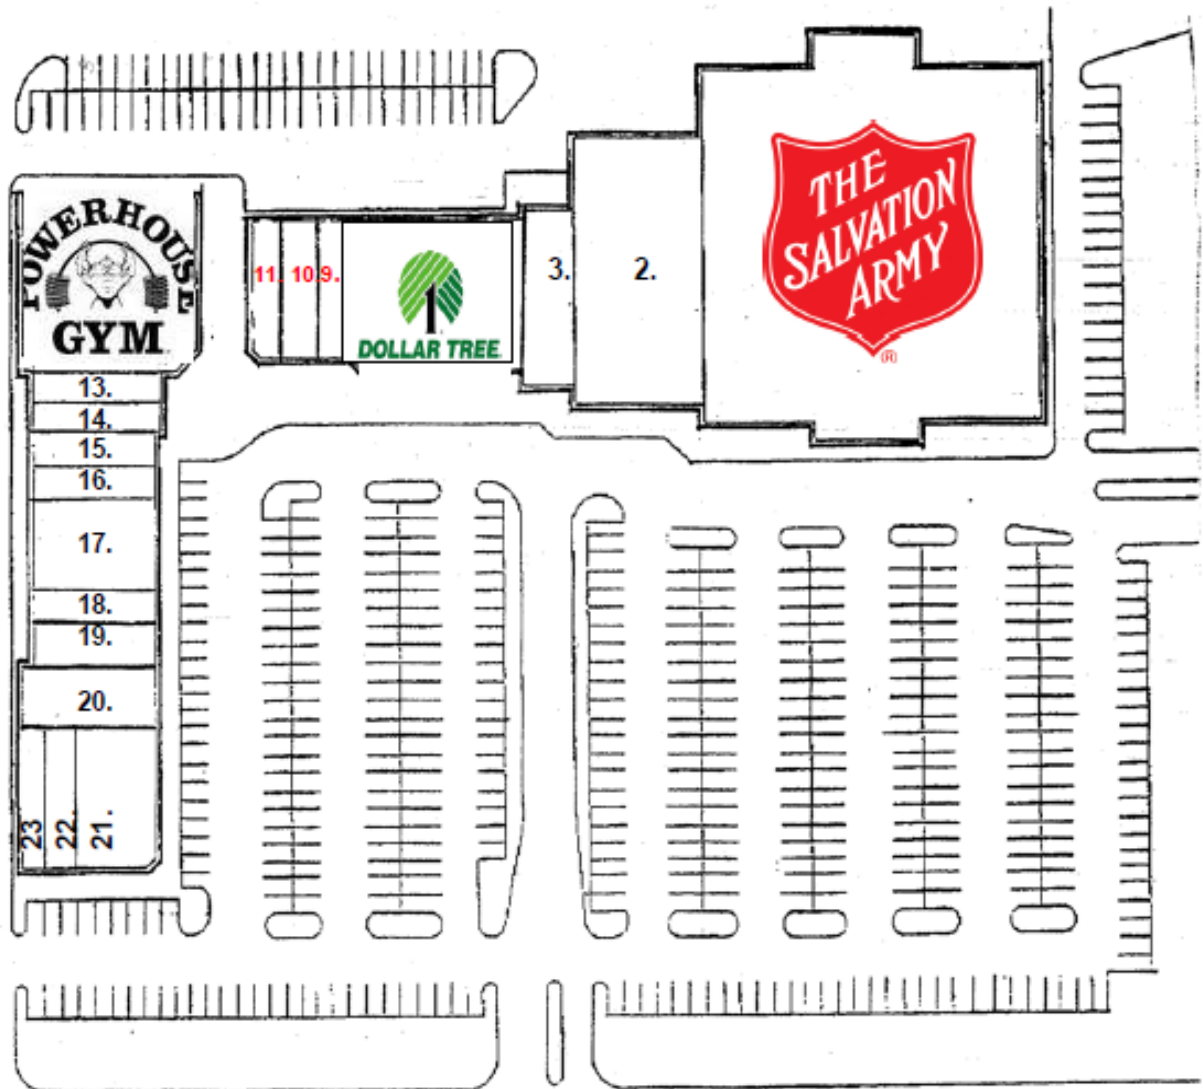 POWERHOUSE
GYM
11.
10.
9.
DOLLAR TREE
3.
2.
THE
SALVATION
ARMY
(R)
13.
14.
15.
16.
17.
18.
19.
20.
23
22.
21.